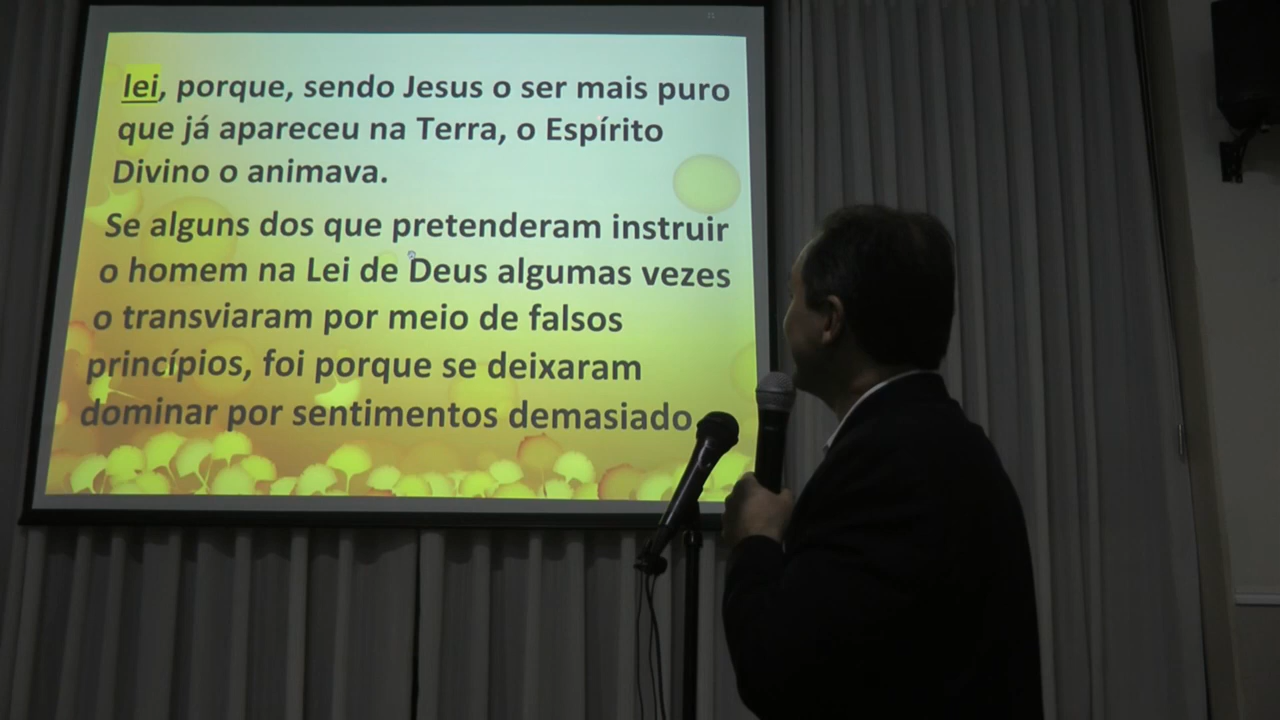 lei, porque, sendo Jesus o ser mais puro
que já apareceu na Terra, o Espírito
Divino o animava.
Se alguns dos que pretenderam instruir
o homem na Lei de Deus algumas vezes
o transviaram por meio de falsos
princípios, foi porque se deixaram
dominar por sentimentos demasiado